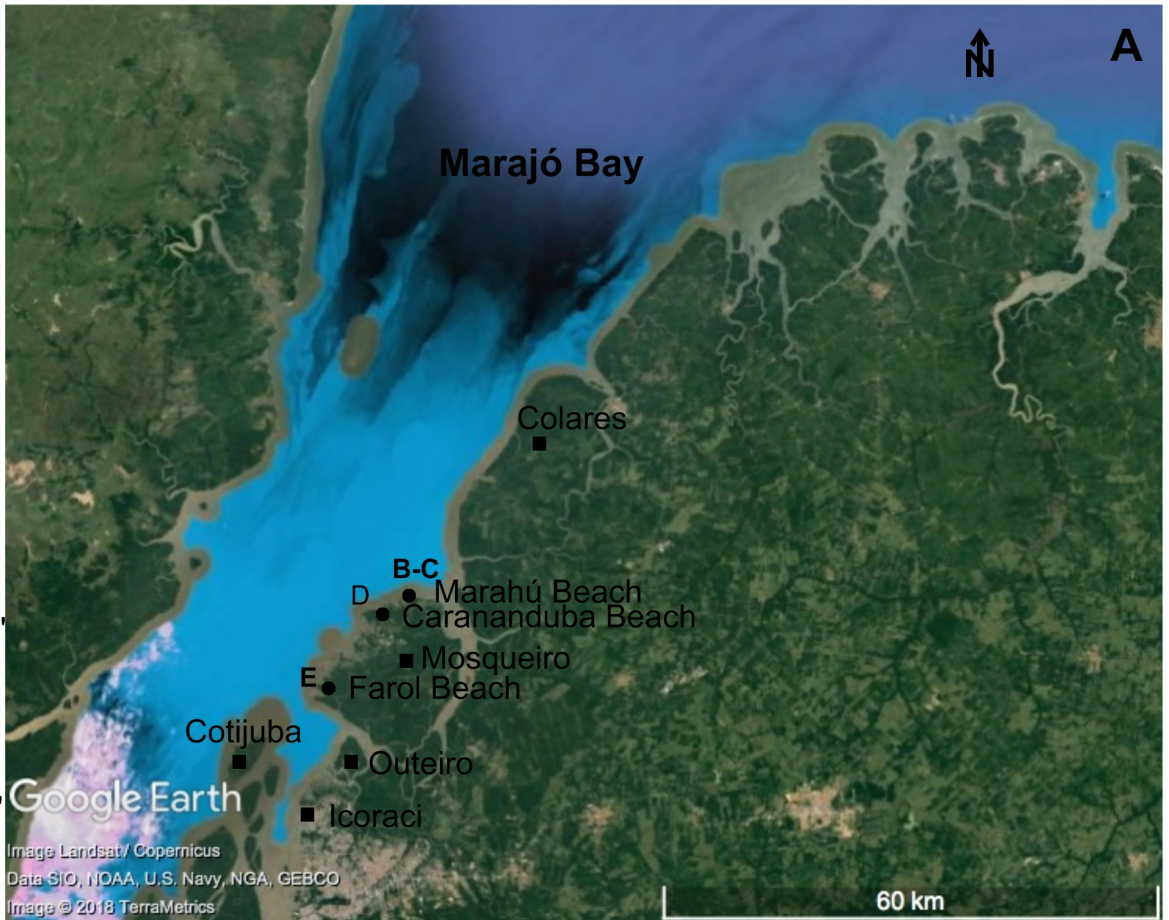 A
N
Marajó Bay
Colares
B-C
Marahú Beach
D
Carananduba Beach
Mosqueiro
E
Farol Beach
Cotijuba
Outeiro
Google Earth
Icoraci
Image Landsat / Copernicus
Data SIO, NOAA, U.S. Navy, NGA, GEBCO
Image © 2018 TerraMetrics
60 km